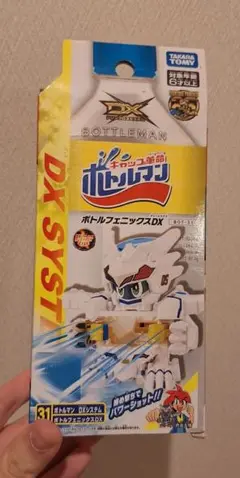 TAKARA TOMY
対象年齢
6才以上
DX
BOTTLEMAN
キャップ革命
ボトルマン
ボトルフェニックスDX
DX SYST
05
31
ボトルマン DXシステム
ボトルフェニックスDX
パワーショット!!